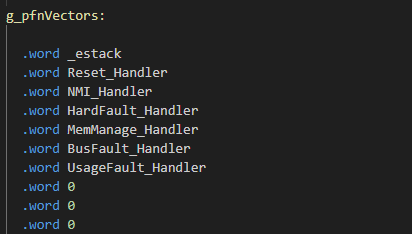 g_pfnVectors:
.word _estack
.word Reset_Handler
.word NMI_Handler
.word HardFault_Handler
.word MemManage_Handler
.word BusFault_Handler
.word UsageFault_Handler
.word 0
.word 0
.word 0